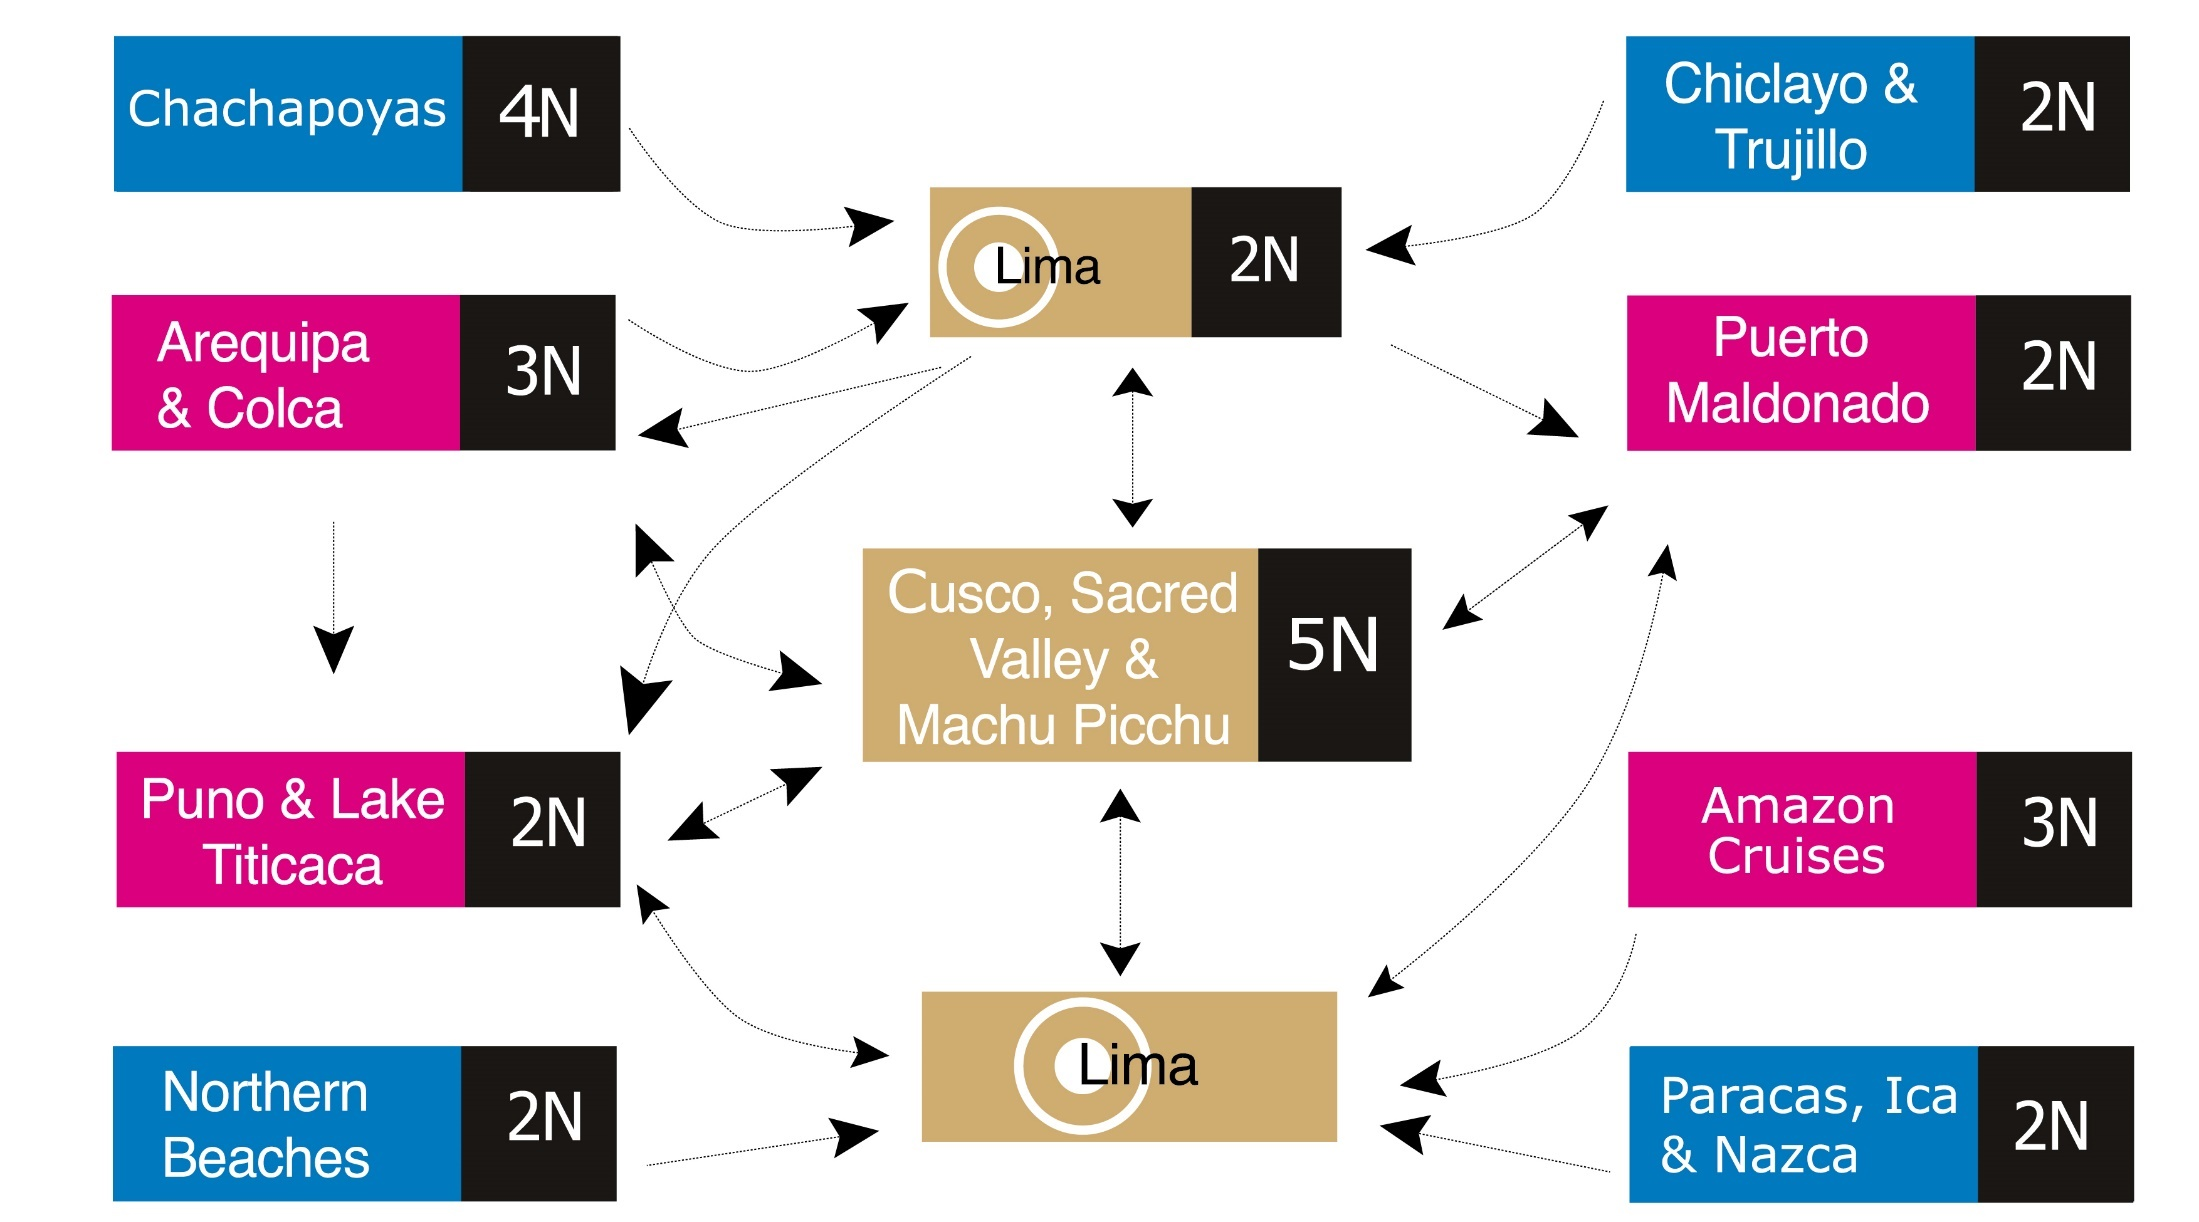 Chachapoyas 4N
Chiclayo &
Trujillo
2N
Lima 2N
Arequipa
& Colca
3N
Puerto
Maldonado
2N
Cusco, Sacred
Valley &
Machu Picchu
5N
Puno & Lake
Titicaca
2N
Amazon
Cruises
3N
Lima
Northern
Beaches
2N
Paracas, Ica
& Nazca
2N